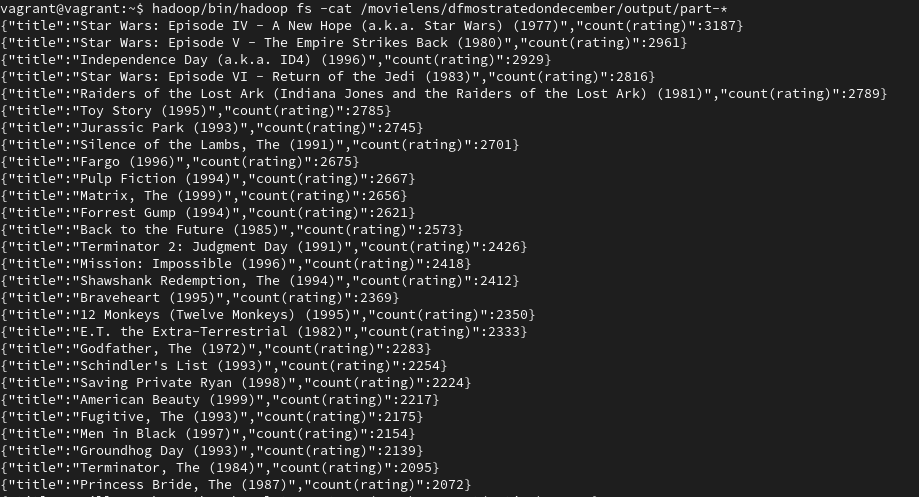 vagrant@vagrant:~$ hadoop/bin/hadoop fs -cat /movielens/dfmostratedondecember/output/part-*
{"title":"Star Wars: Episode IV - A New Hope (a.k.a. Star Wars) (1977)","count(rating)":3187}
{"title":"Star Wars: Episode V - The Empire Strikes Back (1980)","count(rating)":2961}
{"title":"Independence Day (a.k.a. ID4) (1996)","count(rating)":2929}
{"title":"Star Wars: Episode VI - Return of the Jedi (1983)","count(rating)":2816}
{"title":"Raiders of the Lost Ark (Indiana Jones and the Raiders of the Lost Ark) (1981)","count(rating)":2789}
{"title":"Toy Story (1995)","count(rating)":2785}
{"title":"Jurassic Park (1993)","count(rating)":2745}
{"title":"Silence of the Lambs, The (1991)","count(rating)":2701}
{"title":"Fargo (1996)","count(rating)":2675}
{"title":"Pulp Fiction (1994)","count(rating)":2667}
{"title":"Matrix, The (1999)","count(rating)":2656}
{"title":"Forrest Gump (1994)","count(rating)":2621}
{"title":"Back to the Future (1985)","count(rating)":2573}
{"title":"Terminator 2: Judgment Day (1991)","count(rating)":2426}
{"title":"Mission: Impossible (1996)","count(rating)":2418}
{"title":"Shawshank Redemption, The (1994)","count(rating)":2412}
{"title":"Braveheart (1995)","count(rating)":2369}
{"title":"12 Monkeys (Twelve Monkeys) (1995)","count(rating)":2350}
{"title":"E.T. the Extra-Terrestrial (1982)","count(rating)":2333}
{"title":"Godfather, The (1972)","count(rating)":2283}
{"title":"Schindler's List (1993)","count(rating)":2254}
{"title":"Saving Private Ryan (1998)","count(rating)":2224}
{"title":"American Beauty (1999)","count(rating)":2217}
{"title":"Fugitive, The (1993)","count(rating)":2175}
{"title":"Men in Black (1997)","count(rating)":2154}
{"title":"Groundhog Day (1993)","count(rating)":2139}
{"title":"Terminator, The (1984)","count(rating)":2095}
{"title":"Princess Bride, The (1987)","count(rating)":2072}